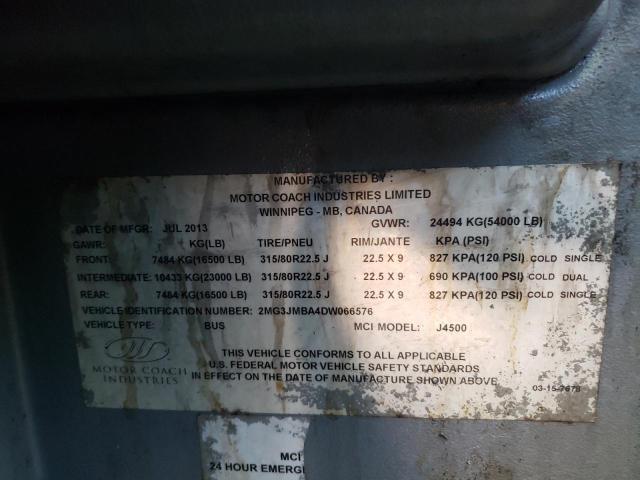 MANUFACTURED BY :
MOTOR COACH INDUSTRIES LIMITED
WINNIPEG - MB, CANADA
DATE OF MFGR: JUL 2013 GVWR: 24494 KG(54000 LB)
GAWR: KG(LB) TIRE/PNEU RIM/JANTE KPA (PSI)
FRONT: 7484 KG(16500 LB) 315/80R22.5 J 22.5 X 9 827 KPA(120 PSI) COLD SINGLE
INTERMEDIATE: 10433 KG(23000 LB) 315/80R22.5 J 22.5 X 9 690 KPA(100 PSI) COLD DUAL
REAR: 7484 KG(16500 LB) 315/80R22.5 J 22.5 X 9 827 KPA(120 PSI) COLD SINGLE
VEHICLE IDENTIFICATION NUMBER: 2MG3JMBA4DW066576
VEHICLE TYPE: BUS MCI MODEL: J4500
MOTOR COACH
INDUSTRIES
THIS VEHICLE CONFORMS TO ALL APPLICABLE
U.S. FEDERAL MOTOR VEHICLE SAFETY STANDARDS
IN EFFECT ON THE DATE OF MANUFACTURE SHOWN ABOVE
03-15-7678
MCI
24 HOUR EMERG